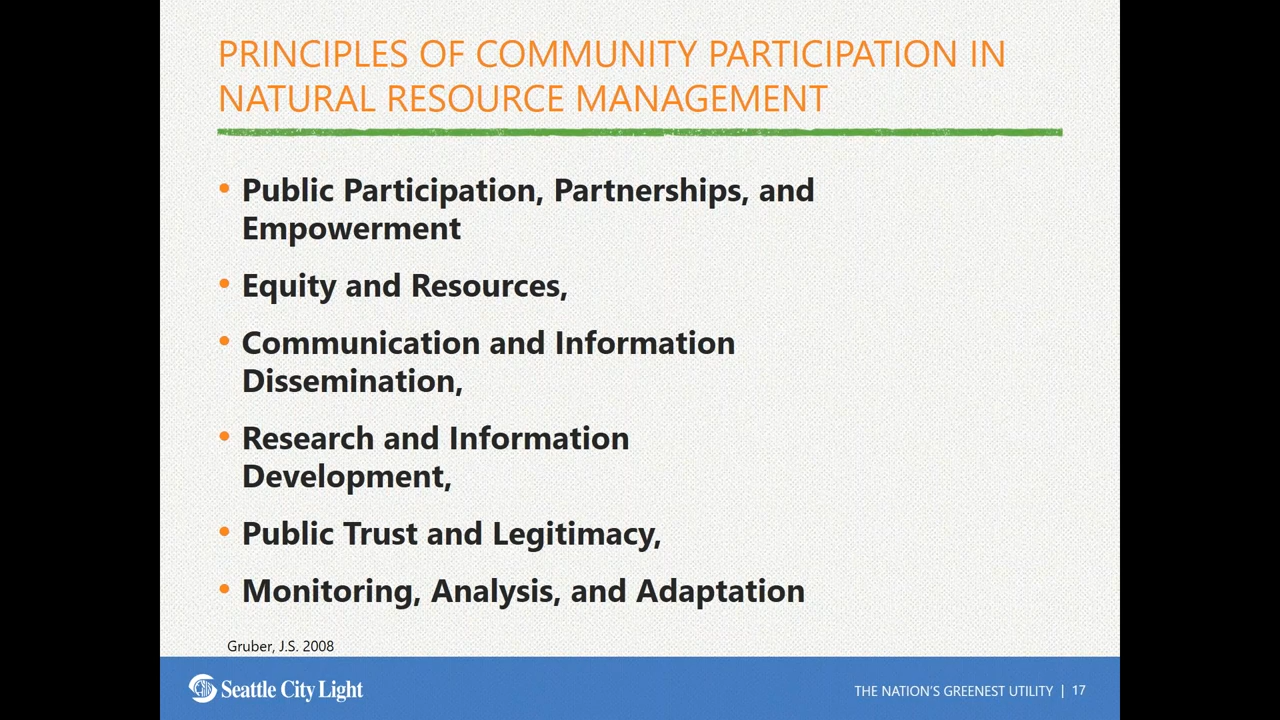 PRINCIPLES OF COMMUNITY PARTICIPATION IN
NATURAL RESOURCE MANAGEMENT
• Public Participation, Partnerships, and
Empowerment
• Equity and Resources,
• Communication and Information
Dissemination,
• Research and Information
Development,
• Public Trust and Legitimacy,
• Monitoring, Analysis, and Adaptation
Gruber, J.S. 2008
Seattle City Light
THE NATION'S GREENEST UTILITY | 17